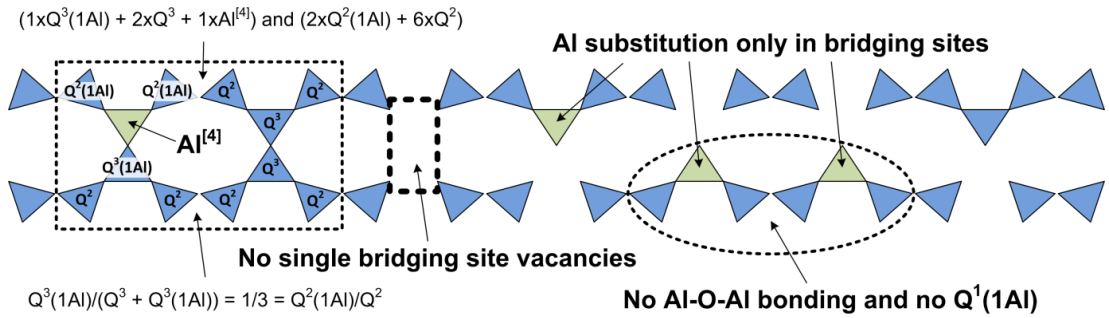 (1xQ³(1Al) + 2xQ³ + 1xAl[⁴]) and (2xQ²(1Al) + 6xQ²)
Al substitution only in bridging sites
Q²(1Al) Q²(1Al) Q² Q²
Al[⁴]
Q³
Q³(1Al) Q³
Q² Q² Q² Q²
No single bridging site vacancies
Q³(1Al)/(Q³ + Q³(1Al)) = 1/3 = Q²(1Al)/Q²
No Al-O-Al bonding and no Q¹(1Al)